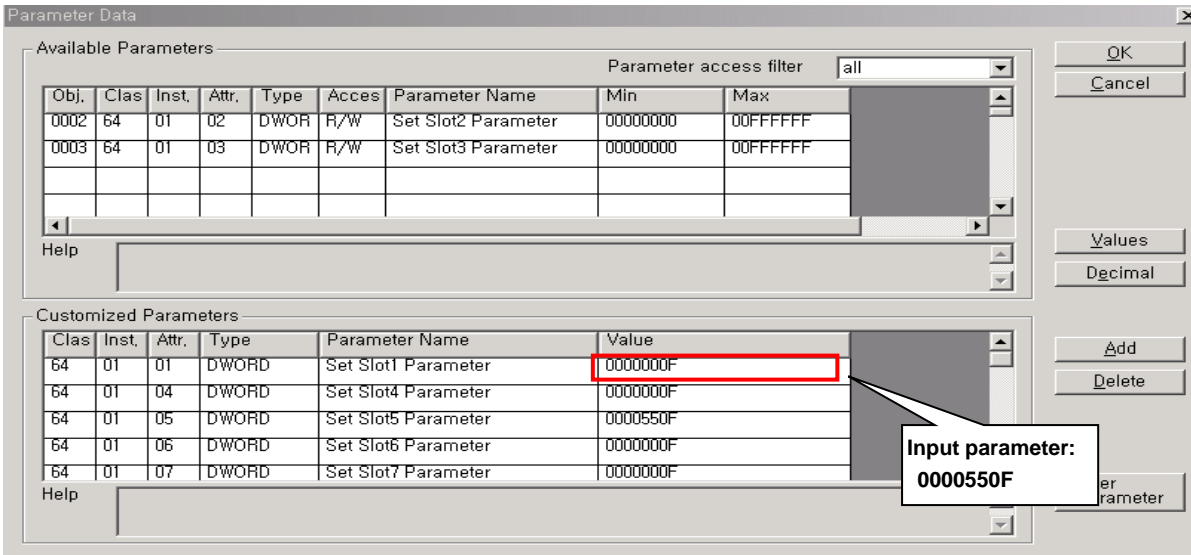 Parameter Data
Available Parameters
Parameter access filter all
Obj. Clas Inst. Attr. Type Acces Parameter Name Min Max
0002 64 01 02 DWOR R/W Set Slot2 Parameter 00000000 00FFFFFF
0003 64 01 03 DWOR R/W Set Slot3 Parameter 00000000 00FFFFFF
Help
Customized Parameters
Clas Inst. Attr. Type Parameter Name Value
64 01 01 DWORD Set Slot1 Parameter 0000000F
64 01 04 DWORD Set Slot4 Parameter 0000000F
64 01 05 DWORD Set Slot5 Parameter 0000550F
64 01 06 DWORD Set Slot6 Parameter 0000000F
64 01 07 DWORD Set Slot7 Parameter 0000000F
Help
OK
Cancel
Values
Decimal
Add
Delete
Input parameter:
0000550F